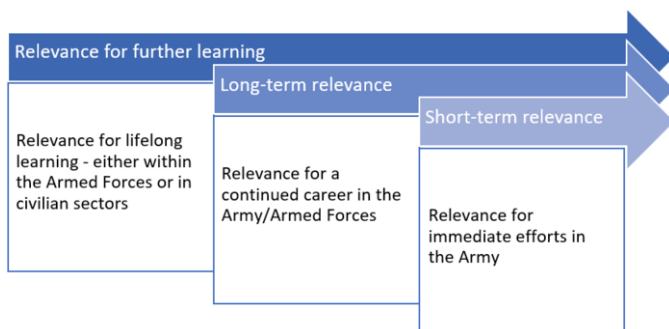 Relevance for further learning
Long-term relevance
Short-term relevance
Relevance for lifelong
learning - either within
the Armed Forces or in
civilian sectors
Relevance for a
continued career in the
Army/Armed Forces
Relevance for
immediate efforts in
the Army